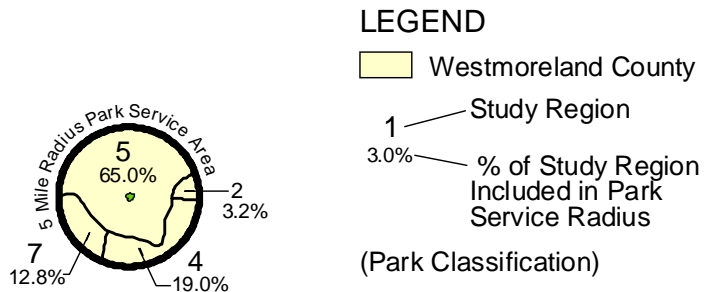 LEGEND
Westmoreland County
1
Study Region
3.0%
% of Study Region
Included in Park
Service Radius
(Park Classification)
5 Mile Radius Park Service Area
5
65.0%
2
3.2%
7
12.8%
4
19.0%